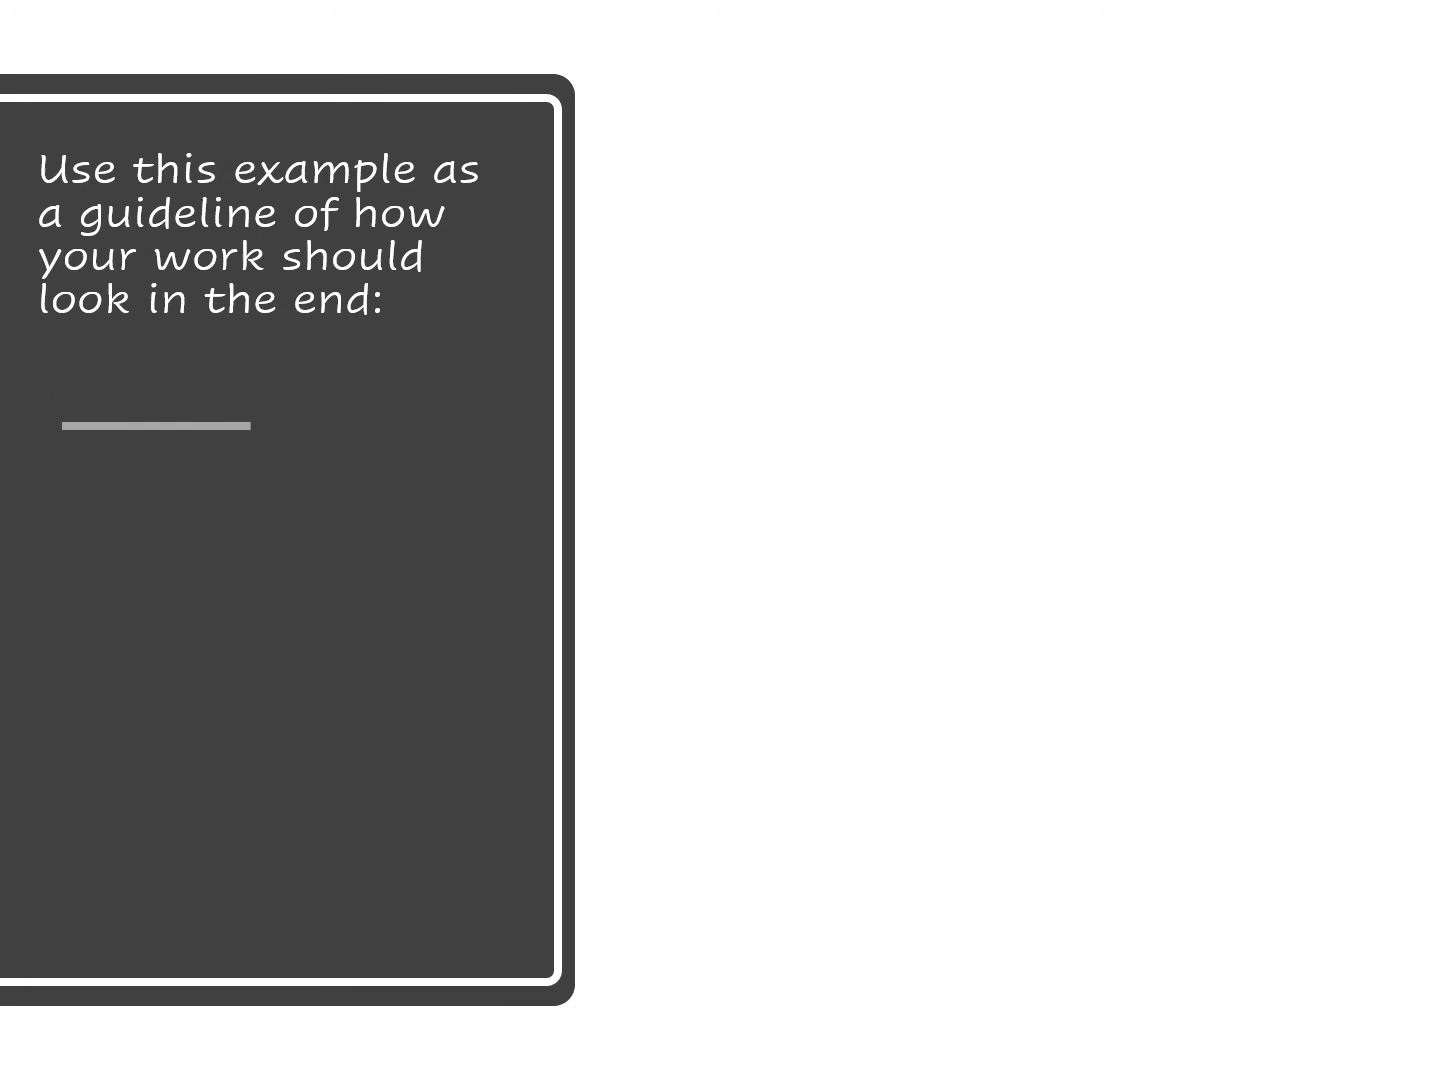 Use this example as
a guideline of how
your work should
look in the end: